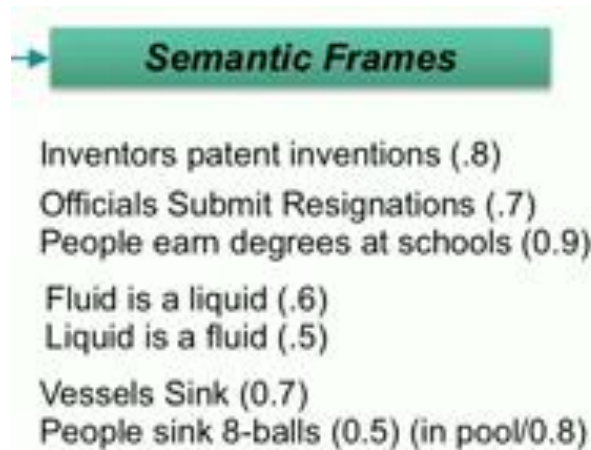 Semantic Frames
Inventors patent inventions (.8)
Officials Submit Resignations (.7)
People earn degrees at schools (0.9)
Fluid is a liquid (.6)
Liquid is a fluid (.5)
Vessels Sink (0.7)
People sink 8-balls (0.5) (in pool/0.8)